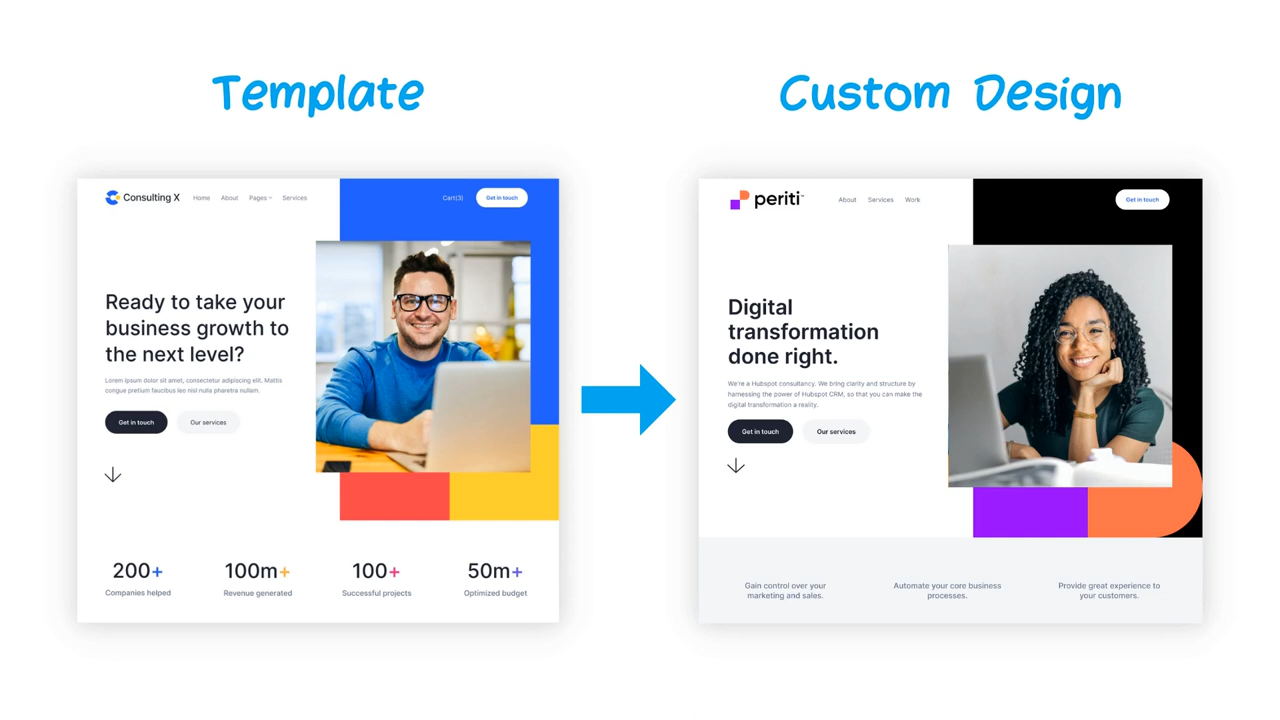 Template
Custom Design
Consulting X
Home
About
Pages
Services
Cart(3)
Get in touch
Ready to take your
business growth to
the next level?
Lorem ipsum dolor sit amet, consectetur adipiscing elit. Mattis
congue pretium faucibus leo nisl nulla pharetra nullam.
Get in touch
Our services
200+
100m+
100+
50m+
Companies helped
Revenue generated
Successful projects
Optimized budget
periti™
About
Services
Work
Get in touch
Digital
transformation
done right.
We're a Hubspot consultancy. We bring clarity and structure by
harnessing the power of Hubspot CRM, so that you can make the
digital transformation a reality.
Get in touch
Our services
Gain control over your
marketing and sales.
Automate your core business
processes.
Provide great experience to
your customers.